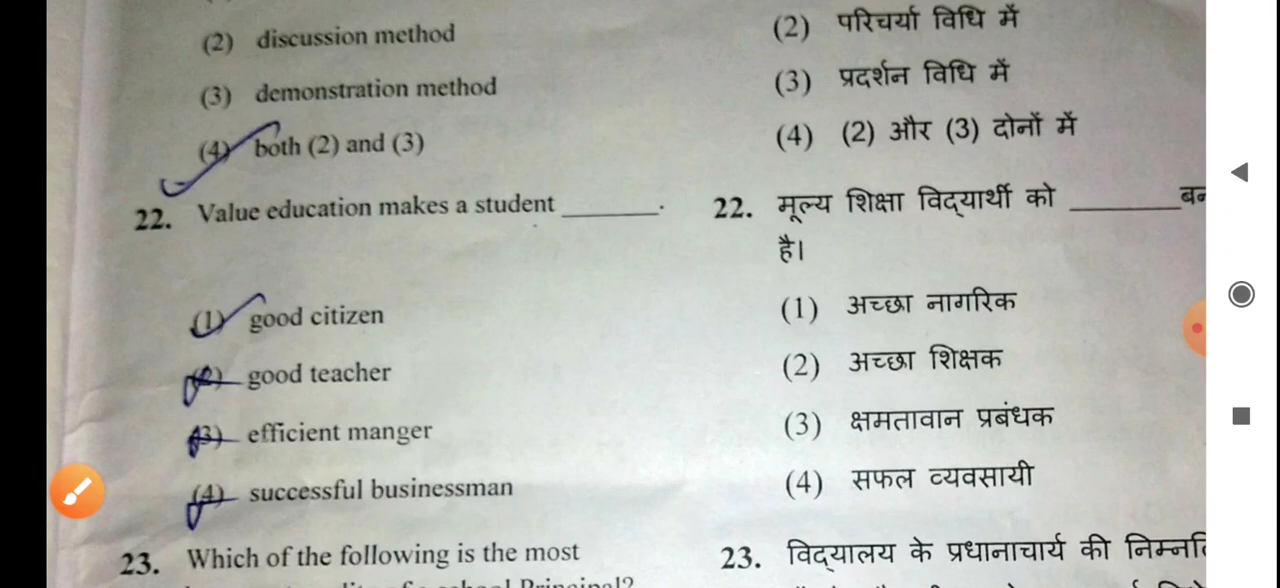 (2) discussion method
(3) demonstration method
(4) both (2) and (3)
22. Value education makes a student ______.
(1) good citizen
(2) good teacher
(3) efficient manger
(4) successful businessman
23. Which of the following is the most
School Principal?
(2) परिचर्या विधि में
(3) प्रदर्शन विधि में
(4) (2) और (3) दोनों में
22. मूल्य शिक्षा विद्यार्थी को ______
है।
(1) अच्छा नागरिक
(2) अच्छा शिक्षक
(3) क्षमतावान प्रबंधक
(4) सफल व्यवसायी
23. विद्यालय के प्रधानाचार्य की